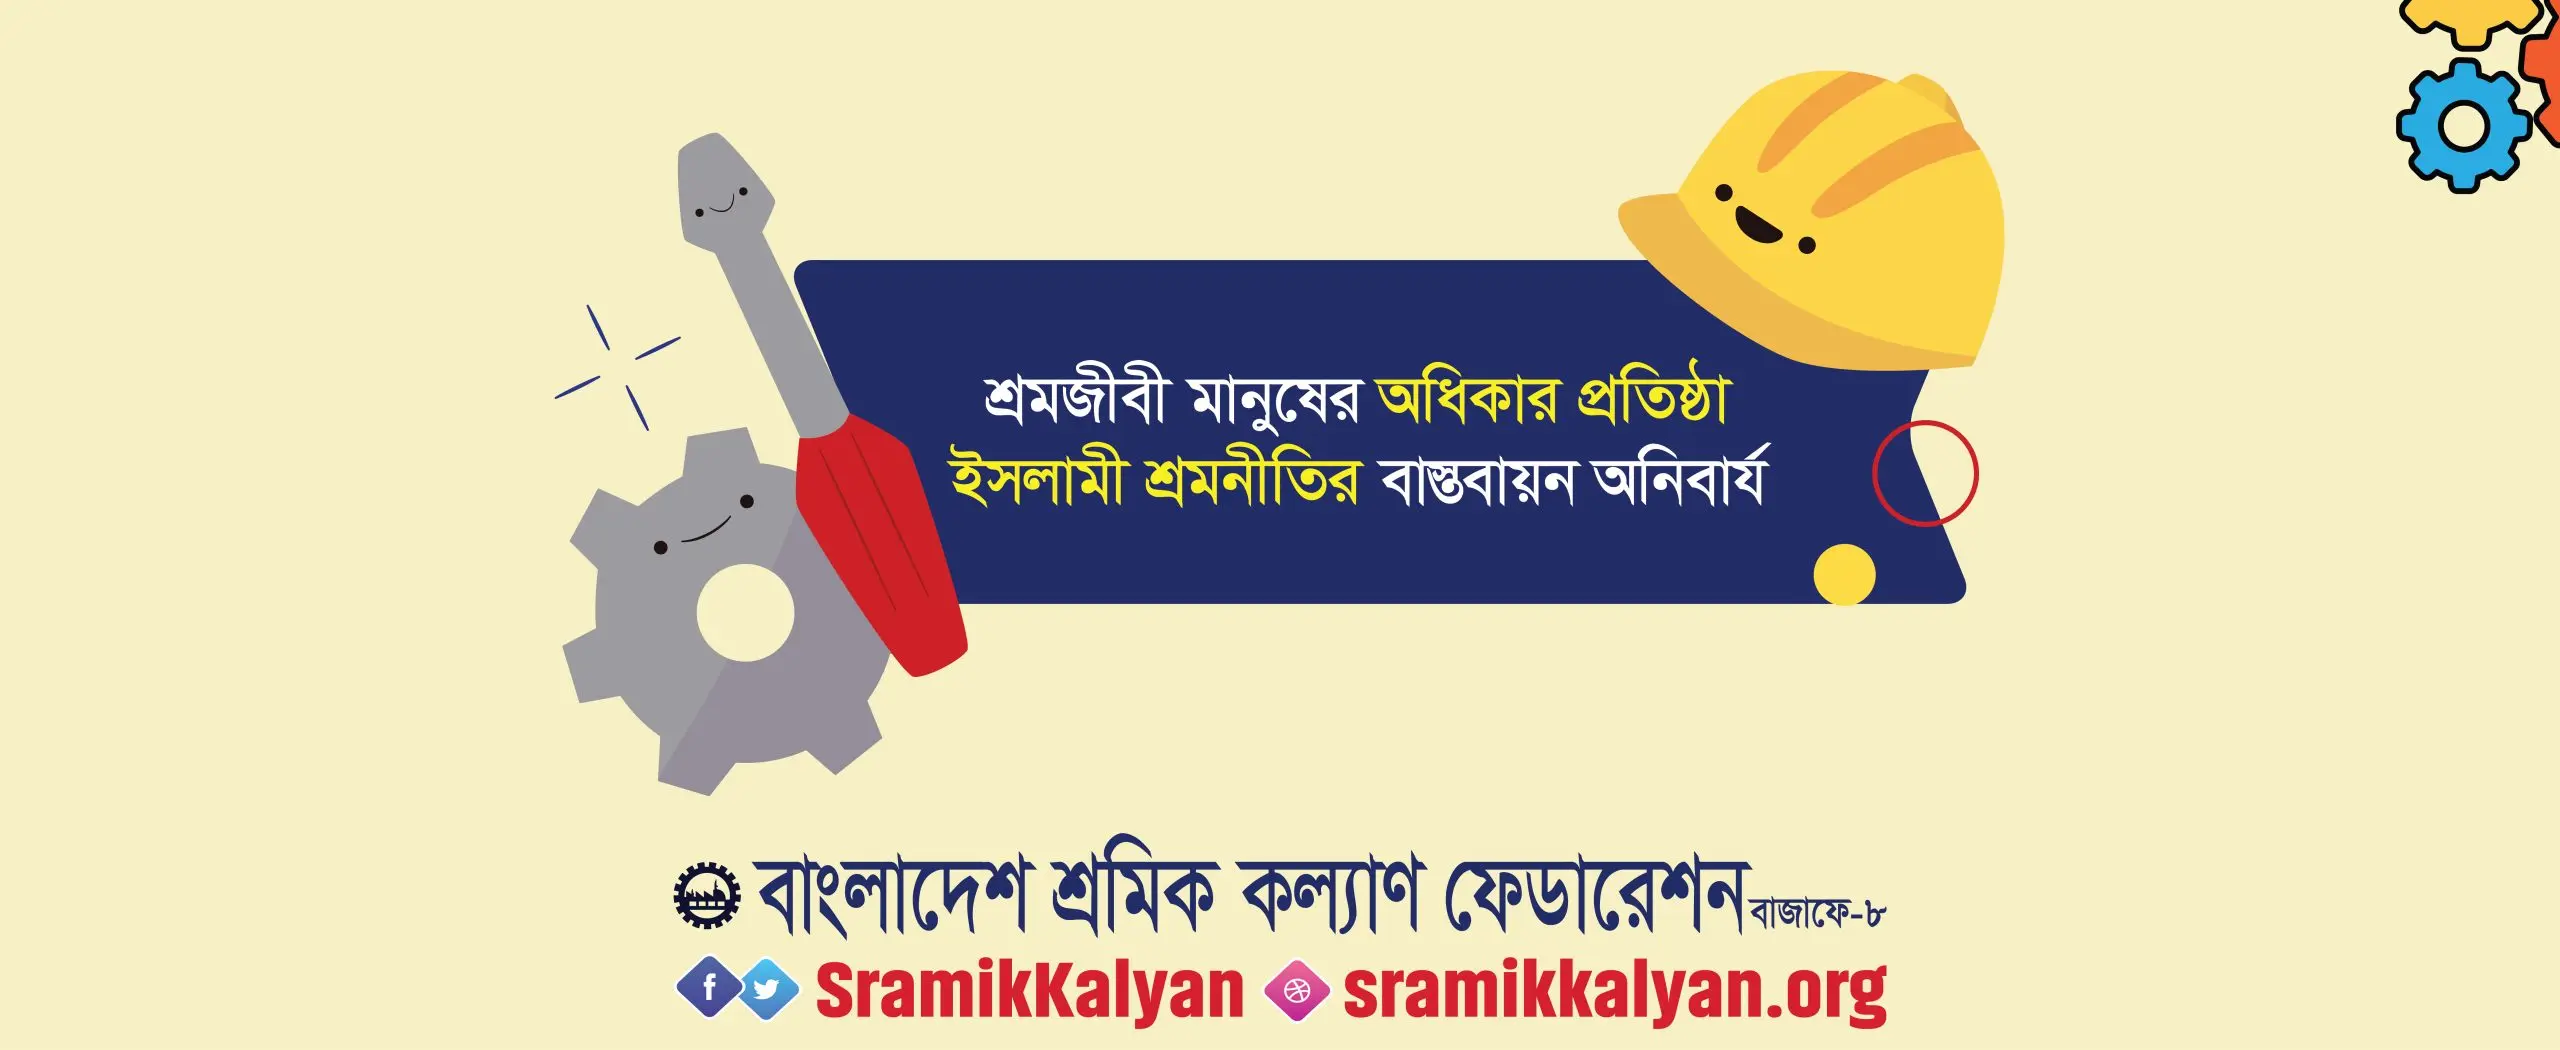 শ্রমজীবী মানুষের অধিকার প্রতিষ্ঠা
ইসলামী শ্রমনীতির বাস্তবায়ন অনিবার্য
বাংলাদেশ শ্রমিক কল্যাণ ফেডারেশন বাজাফে-৮
SramikKalyan sramikkalyan.org